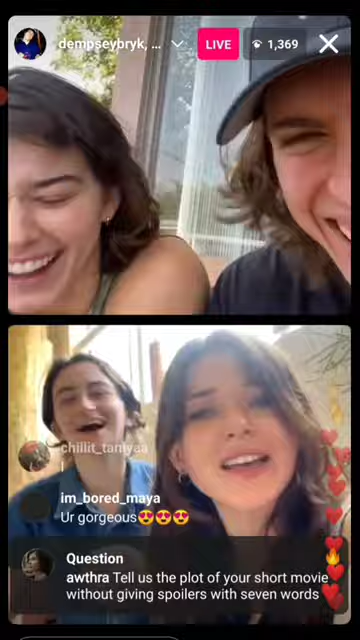 dempseybryk, ...
LIVE
1,369
chillit_taniyaa
im_bored_maya
Ur gorgeous😍😍😍
Question
awthra Tell us the plot of your short movie
without giving spoilers with seven words